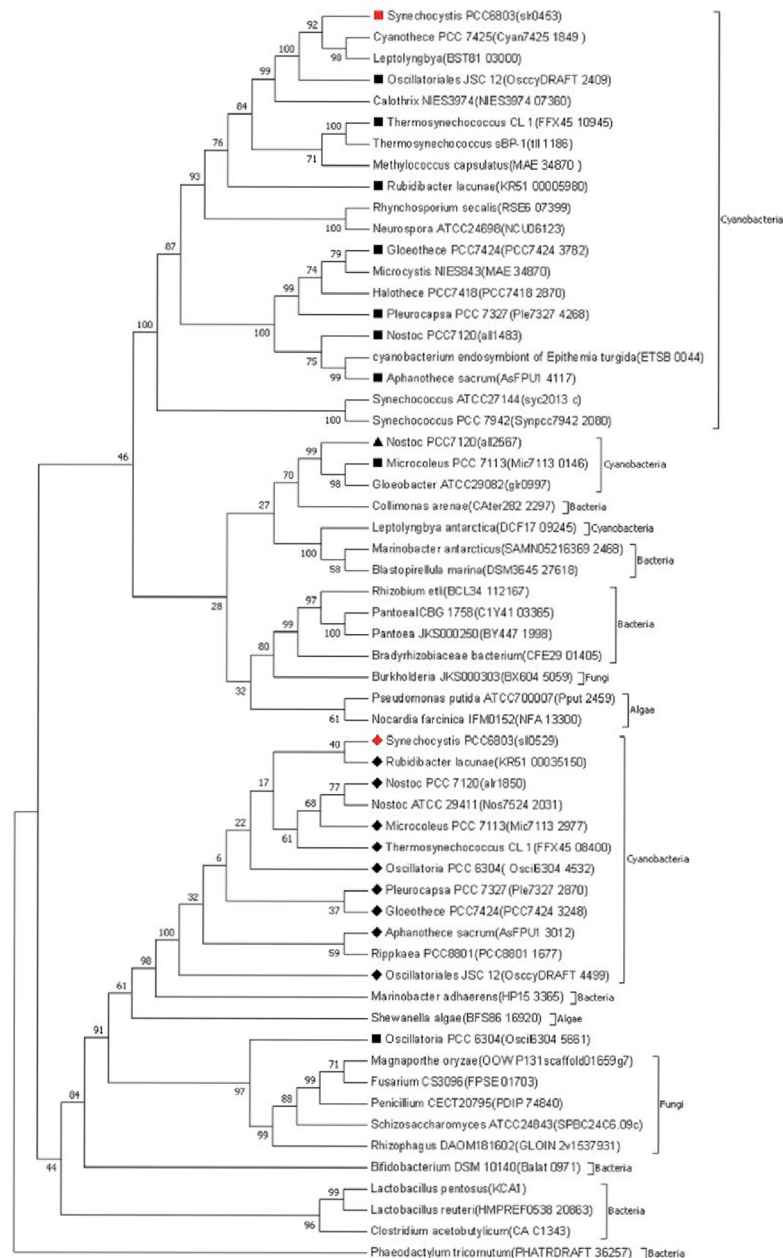 Synechocystis PCC6803(slr0453)
Cyanothece PCC 7425(Cyan7425 1849 )
Leptolyngbya(BST81 03000)
Oscillatoriales JSC 12(OsccyDRAFT 2409)
Calothrix NIES3974(NIES3974 07360)
Thermosynechococcus CL 1(FFX45 10945)
Thermosynechococcus sBP-1(tll 1186)
Methylococcus capsulatus(MAE 34870 )
Rubidibacter lacunae(KR51 00005980)
Rhynchosporium secalis(RSE6 07399)
Neurospora ATCC24698(NCU06123)
Gloeothece PCC7424(PCC7424 3782)
Microcystis NIES843(MAE 34870)
Halothece PCC7418(PCC7418 2870)
Pleurocapsa PCC 7327(Ple7327 4268)
Nostoc PCC7120(all1483)
cyanobacterium endosymbiont of Epithemia turgida(ETSB 0044)
Aphanothece sacrum(AsFPU1 4117)
Synechococcus ATCC27144(syc2013 c)
Synechococcus PCC 7942(Synpcc7942 2080)
Cyanobacteria
Nostoc PCC7120(all2567)
Microcoleus PCC 7113(Mic7113 0146)
Gloeobacter ATCC29082(glr0997)
Cyanobacteria
Collimonas arenae(CAter282 2297)
Bacteria
Leptolyngbya antarctica(DCF17 09245)
Cyanobacteria
Marinobacter antarcticus(SAMN05216369 2468)
Blastopirellula marina(DSM3645 27618)
Bacteria
Rhizobium etli(BCL34 112167)
PantoeaICBG 1758(C1Y41 03365)
Pantoea JKS000250(BY447 1998)
Bradyrhizobiaceae bacterium(CFE29 01405)
Bacteria
Burkholderia JKS000303(BX604 5059)
Fungi
Pseudomonas putida ATCC700007(Pput 2459)
Nocardia farcinica IFM0152(NFA 13300)
Algae
Synechocystis PCC6803(sll0529)
Rubidibacter lacunae(KR51 00035150)
Nostoc PCC 7120(alr1850)
Nostoc ATCC 29411(Nos7524 2031)
Microcoleus PCC 7113(Mic7113 2977)
Thermosynechococcus CL 1(FFX45 08400)
Oscillatoria PCC 6304( Oscil6304 4532)
Pleurocapsa PCC 7327(Ple7327 2870)
Gloeothece PCC7424(PCC7424 3248)
Aphanothece sacrum(AsFPU1 3012)
Rippkaea PCC8801(PCC8801 1677)
Oscillatoriales JSC 12(OsccyDRAFT 4499)
Cyanobacteria
Marinobacter adhaerens(HP15 3365)
Bacteria
Shewanella algae(BFS86 16920)
Algae
Oscillatoria PCC 6304(Oscil6304 5661)
Magnaporthe oryzae(OOW P131scaffold01659g7)
Fusarium CS3096(FPSE 01703)
Penicillium CECT20795(PDIP 74840)
Schizosaccharomyces ATCC24843(SPBC24C6.09c)
Rhizophagus DAOM181602(GLOIN 2v1537931)
Fungi
Bifidobacterium DSM 10140(Balat 0971)
Bacteria
Lactobacillus pentosus(KCA1)
Lactobacillus reuteri(HMPREF0538 20863)
Clostridium acetobutylicum(CA C1343)
Bacteria
Phaeodactylum tricornutum(PHATRDRAFT 36257)
Bacteria
92
98
100
99
84
100
71
76
93
100
87
79
74
99
100
75
99
100
100
46
99
98
70
27
100
58
28
97
100
99
80
32
61
40
17
77
68
61
22
6
37
32
59
100
98
61
91
97
71
99
88
99
84
44
99
96